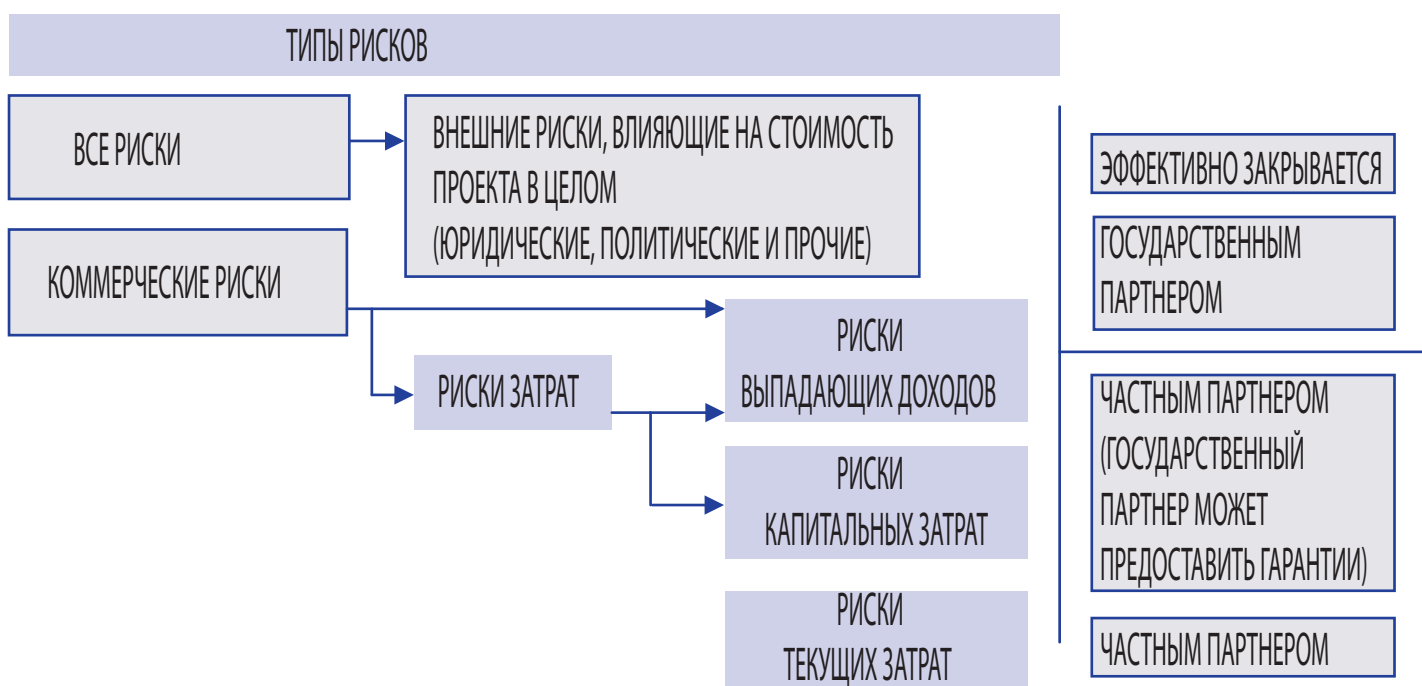 ТИПЫ РИСКОВ
ВСЕ РИСКИ
ВНЕШНИЕ РИСКИ, ВЛИЯЮЩИЕ НА СТОИМОСТЬ
ПРОЕКТА В ЦЕЛОМ
(ЮРИДИЧЕСКИЕ, ПОЛИТИЧЕСКИЕ И ПРОЧИЕ)
КОММЕРЧЕСКИЕ РИСКИ
РИСКИ ЗАТРАТ
РИСКИ
ВЫПАДАЮЩИХ ДОХОДОВ
РИСКИ
КАПИТАЛЬНЫХ ЗАТРАТ
РИСКИ
ТЕКУЩИХ ЗАТРАТ
ЭФФЕКТИВНО ЗАКРЫВАЕТСЯ
ГОСУДАРСТВЕННЫМ
ПАРТНЕРОМ
ЧАСТНЫМ ПАРТНЕРОМ
(ГОСУДАРСТВЕННЫЙ
ПАРТНЕР МОЖЕТ
ПРЕДОСТАВИТЬ ГАРАНТИИ)
ЧАСТНЫМ ПАРТНЕРОМ